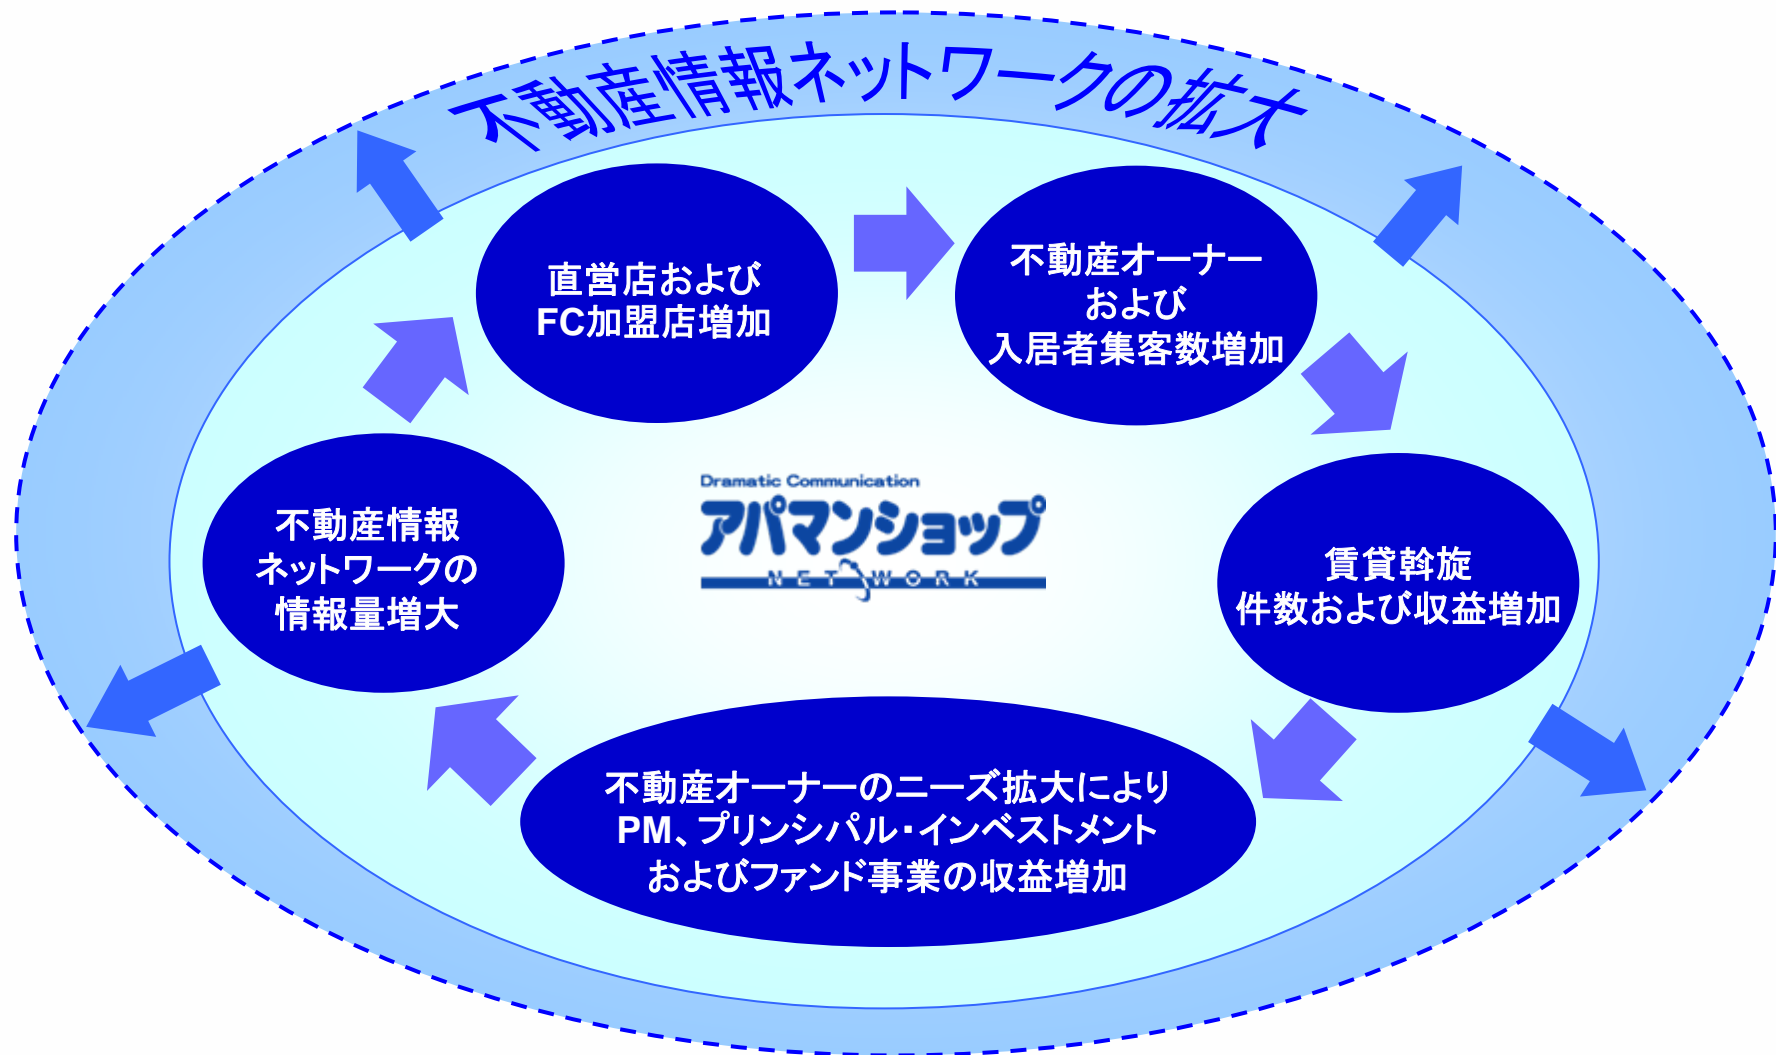 不動産情報ネットワークの拡大
直営店および
FC加盟店増加
不動産オーナー
および
入居者集客数増加
不動産情報
ネットワークの
情報量増大
Dramatic Communication
アパマンショップ
NETWORK
賃貸斡旋
件数および収益増加
不動産オーナーのニーズ拡大により
PM、プリンシパル・インベストメント
およびファンド事業の収益増加